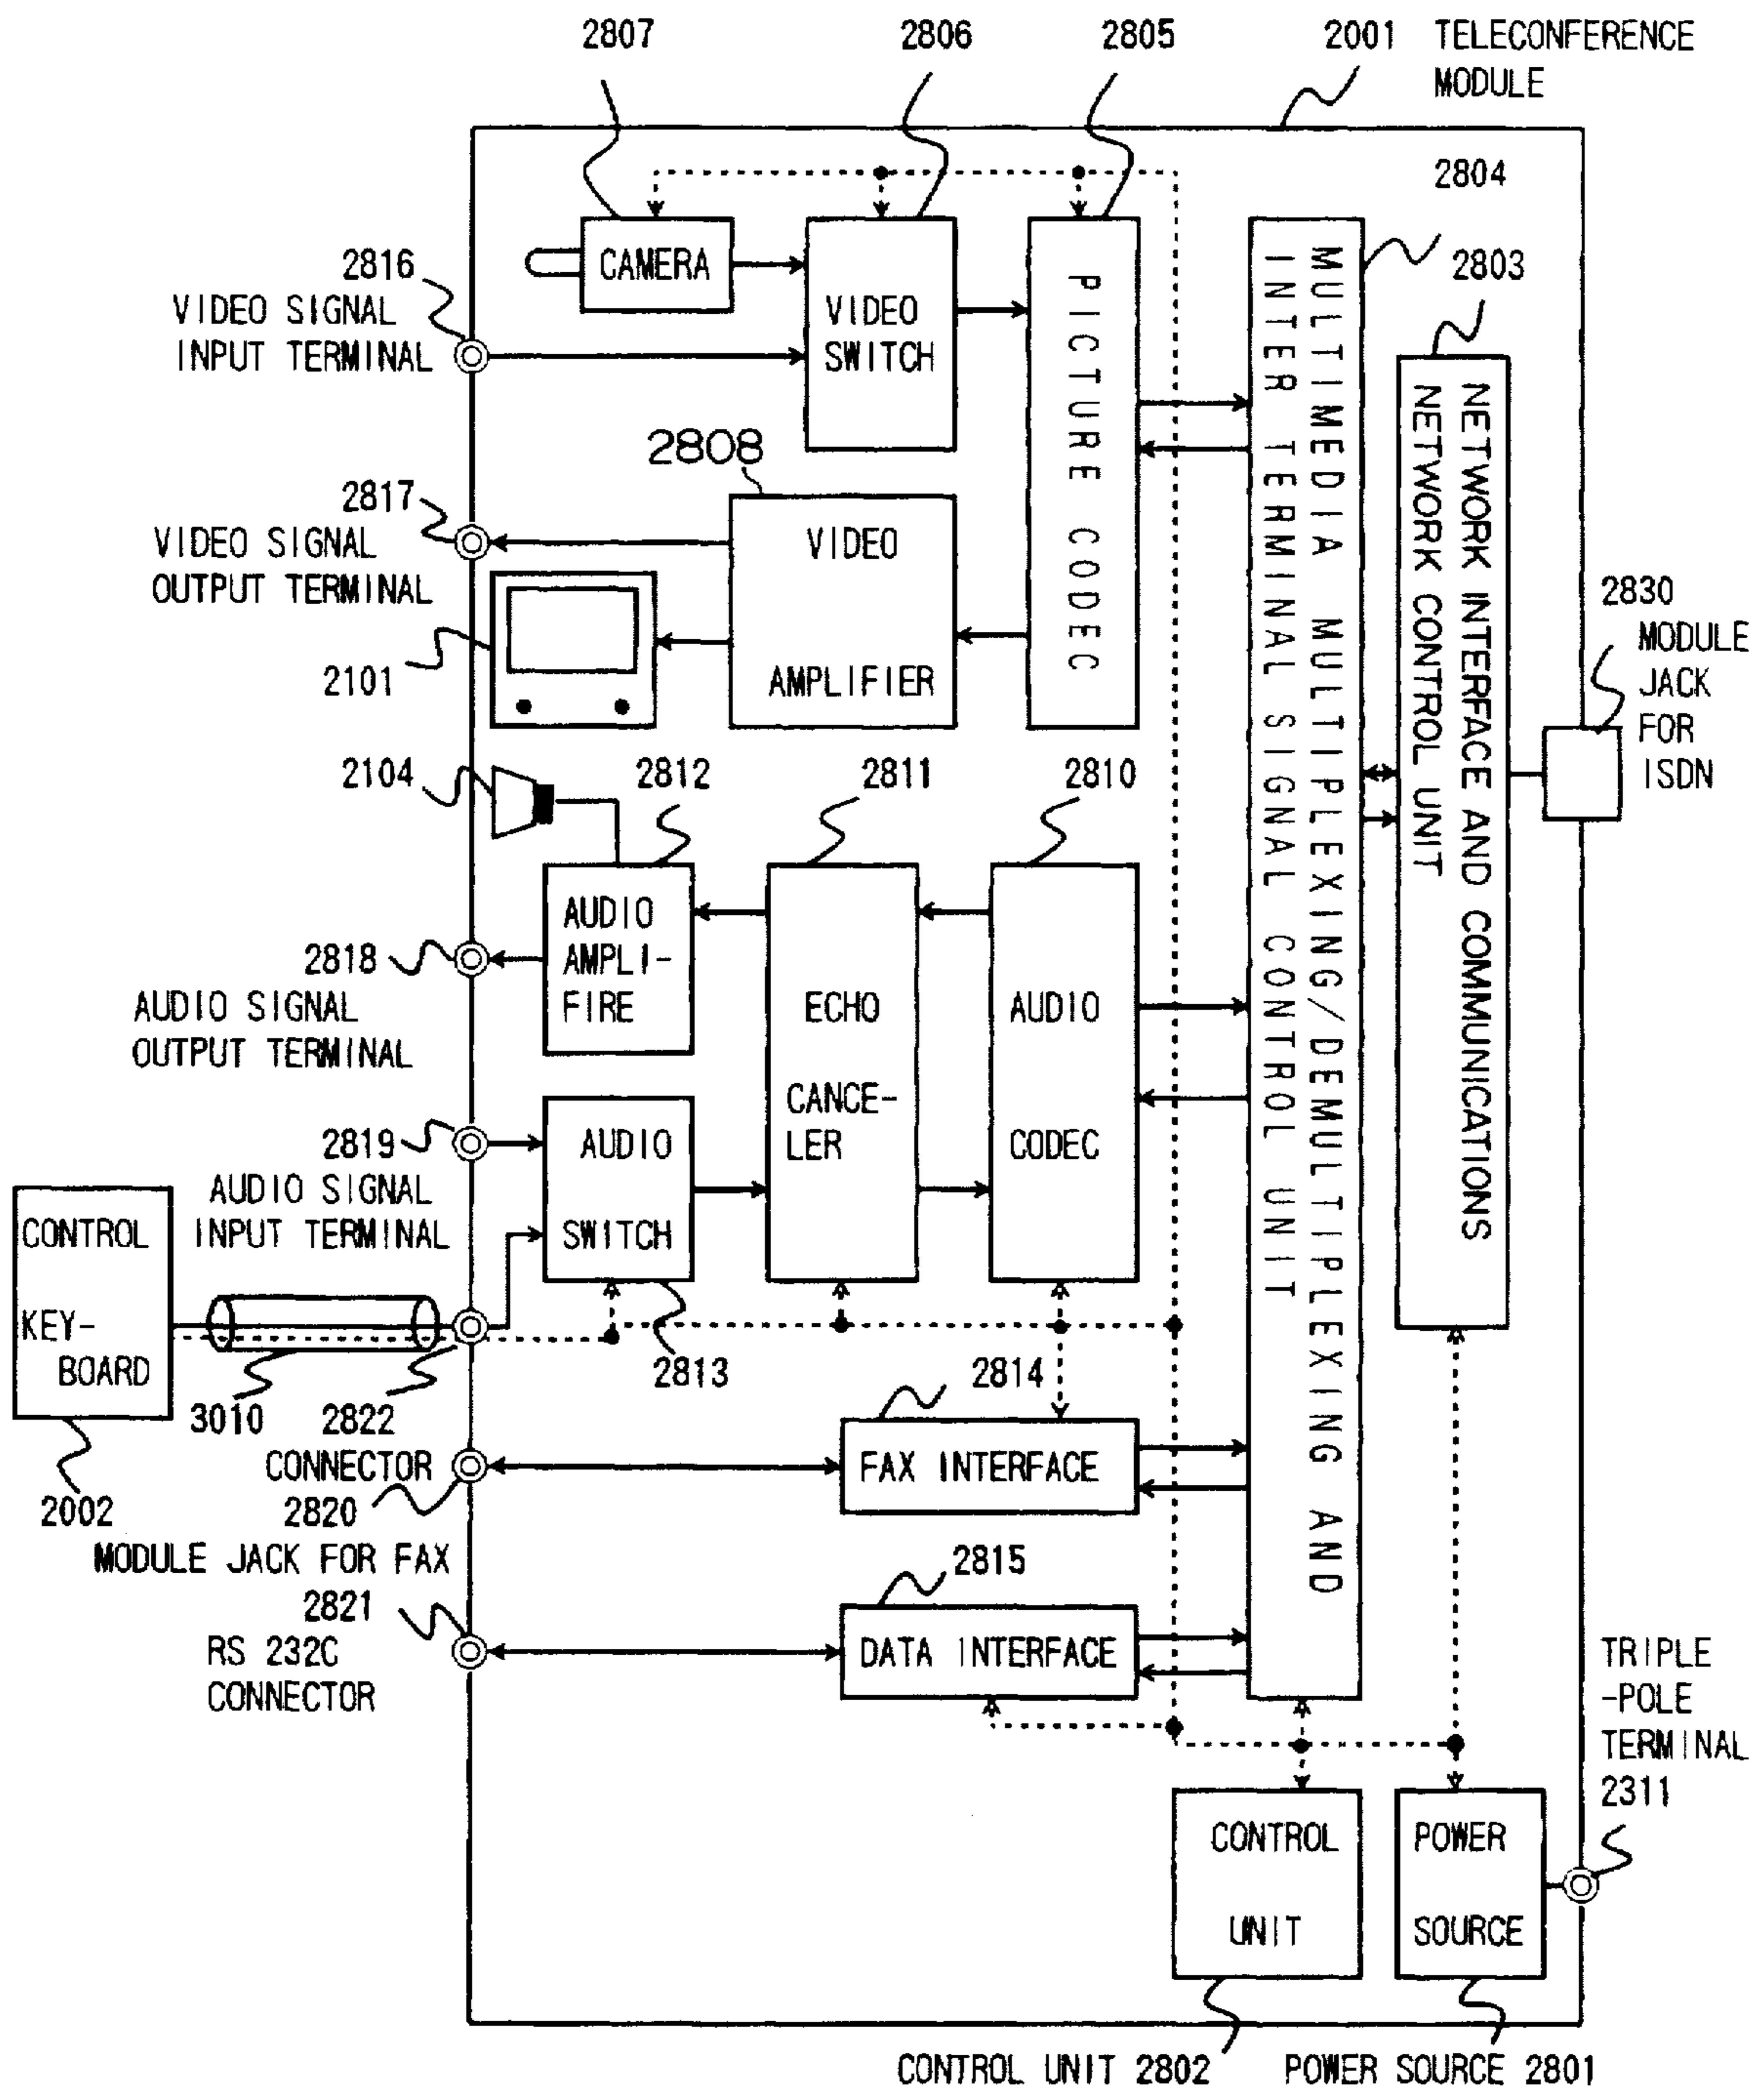 2807
2806
2805
2001 TELECONFERENCE
MODULE
2804
2803
CAMERA
2816
VIDEO SIGNAL
INPUT TERMINAL
VIDEO
SWITCH
PICTURE CODEC
MULTIMEDIA MULTIPLEXING/DEMULTIPLEXING AND
INTER TERMINAL SIGNAL CONTROL UNIT
NETWORK INTERFACE AND COMMUNICATIONS
NETWORK CONTROL UNIT
2808
2817
VIDEO SIGNAL
OUTPUT TERMINAL
VIDEO
AMPLIFIER
2101
2830
MODULE
JACK
FOR
ISDN
2104
2812
2811
2810
AUDIO
AMPLI-
FIRE
2818
AUDIO SIGNAL
OUTPUT TERMINAL
ECHO
CANCE-
LER
AUDIO
CODEC
2819
AUDIO SIGNAL
INPUT TERMINAL
AUDIO
SWITCH
CONTROL
KEY-
BOARD
3010
2822
CONNECTOR
2813
2814
2002
2820
MODULE JACK FOR FAX
FAX INTERFACE
2815
2821
RS 232C
CONNECTOR
DATA INTERFACE
TRIPLE
-POLE
TERMINAL
2311
CONTROL
UNIT
POWER
SOURCE
CONTROL UNIT 2802
POWER SOURCE 2801